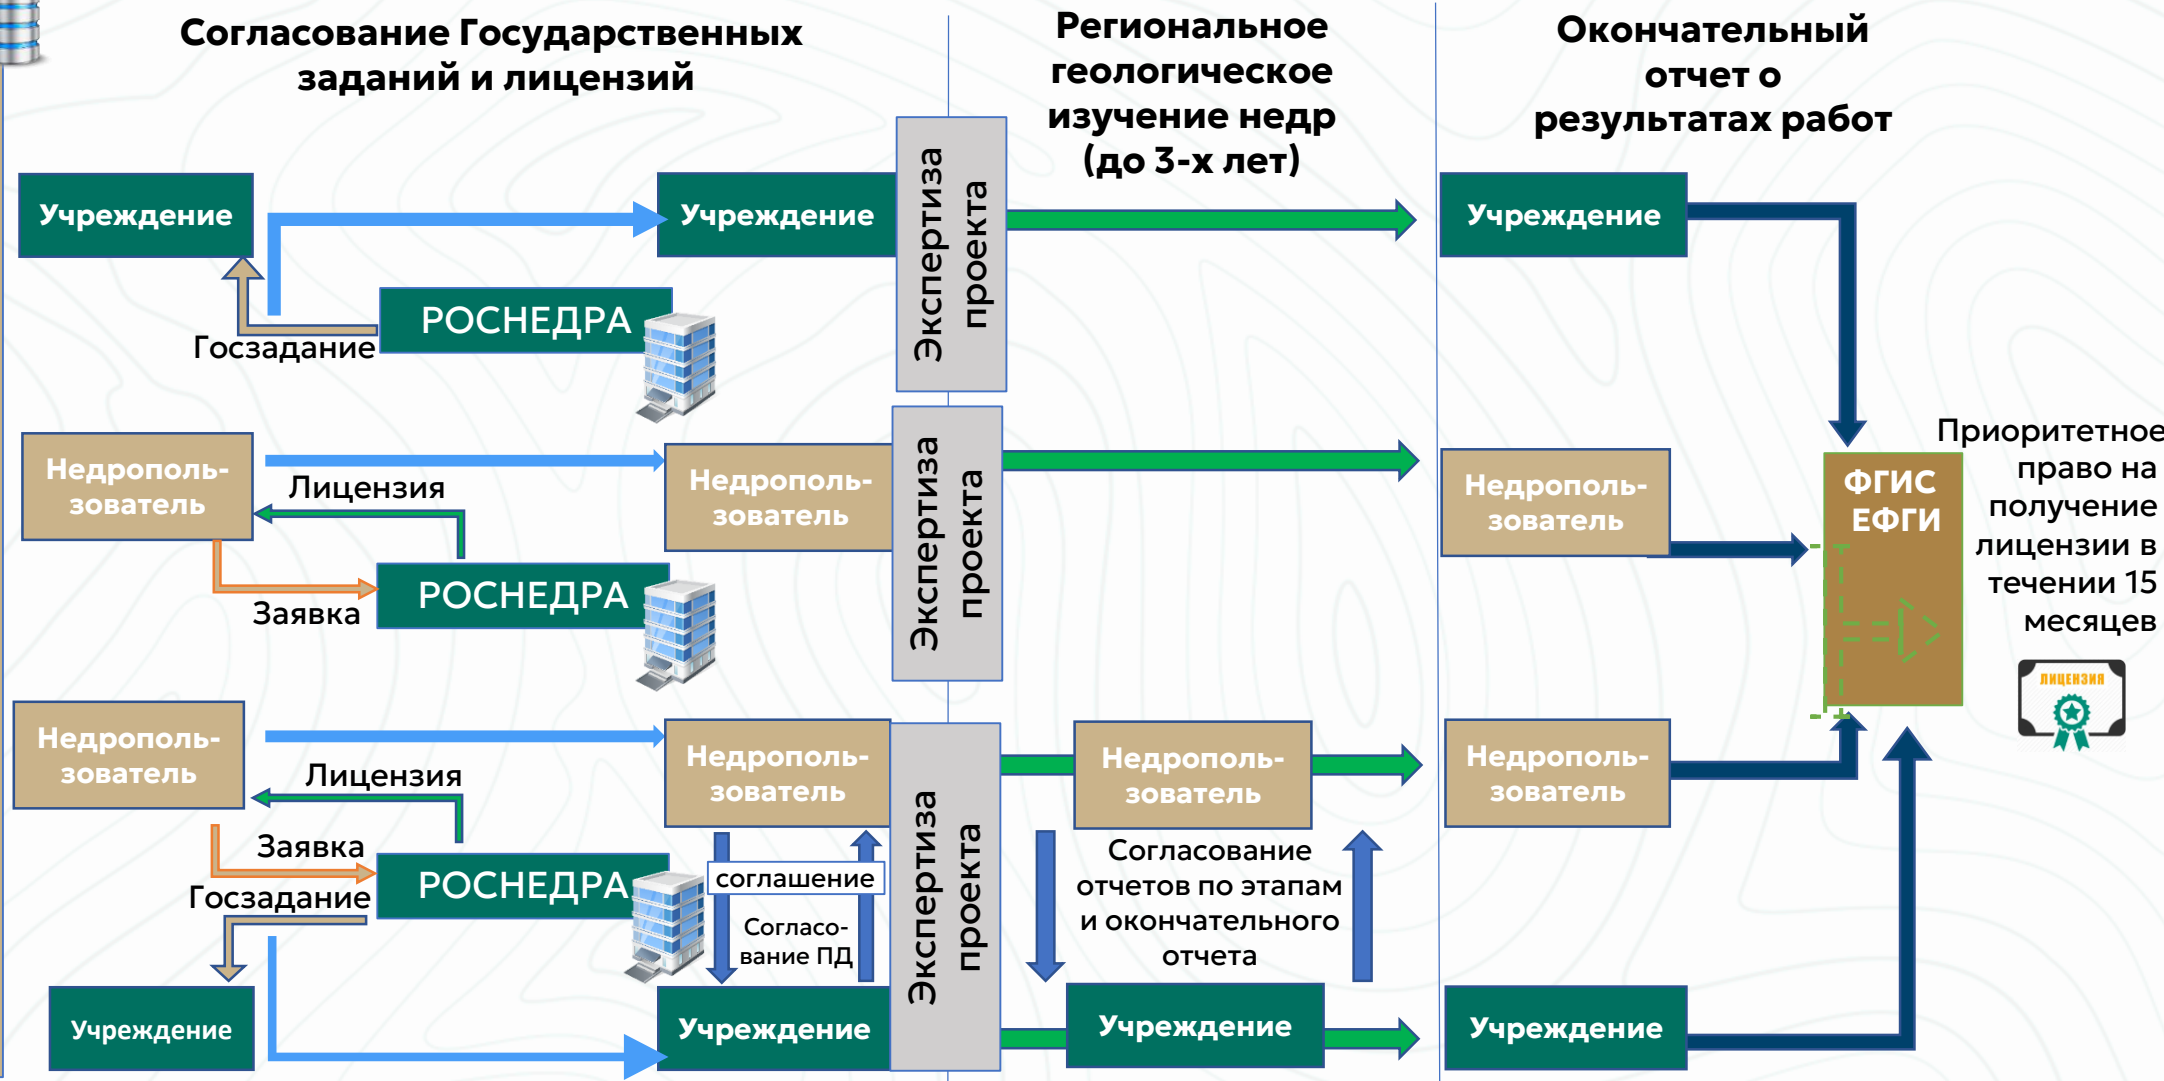 Согласование Государственных
заданий и лицензий
Региональное
геологическое
изучение недр
(до 3-х лет)
Окончательный
отчет о
результатах работ
Учреждение
Учреждение
Экспертиза
проекта
Учреждение
РОСНЕДРА
Госзадание
Недрополь-
зователь
Лицензия
Недрополь-
зователь
Экспертиза
проекта
Недрополь-
зователь
ФГИС
ЕФГИ
Приоритетное
право на
получение
лицензии в
течении 15
месяцев
РОСНЕДРА
Заявка
ЛИЦЕНЗИЯ
Недрополь-
зователь
Лицензия
Недрополь-
зователь
Экспертиза
проекта
Недрополь-
зователь
Недрополь-
зователь
Заявка
РОСНЕДРА
Госзадание
соглашение
Согласо-
вание ПД
Согласование
отчетов по этапам
и окончательного
отчета
Учреждение
Учреждение
Учреждение
Учреждение